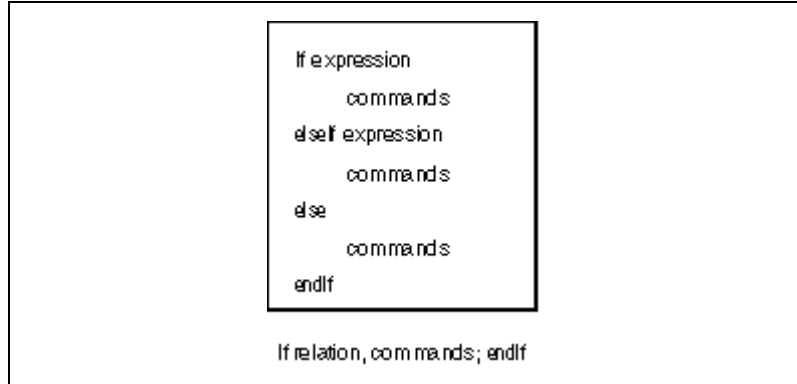 If expression
commands
elseIf expression
commands
else
commands
endIf
If relation, commands; endIf